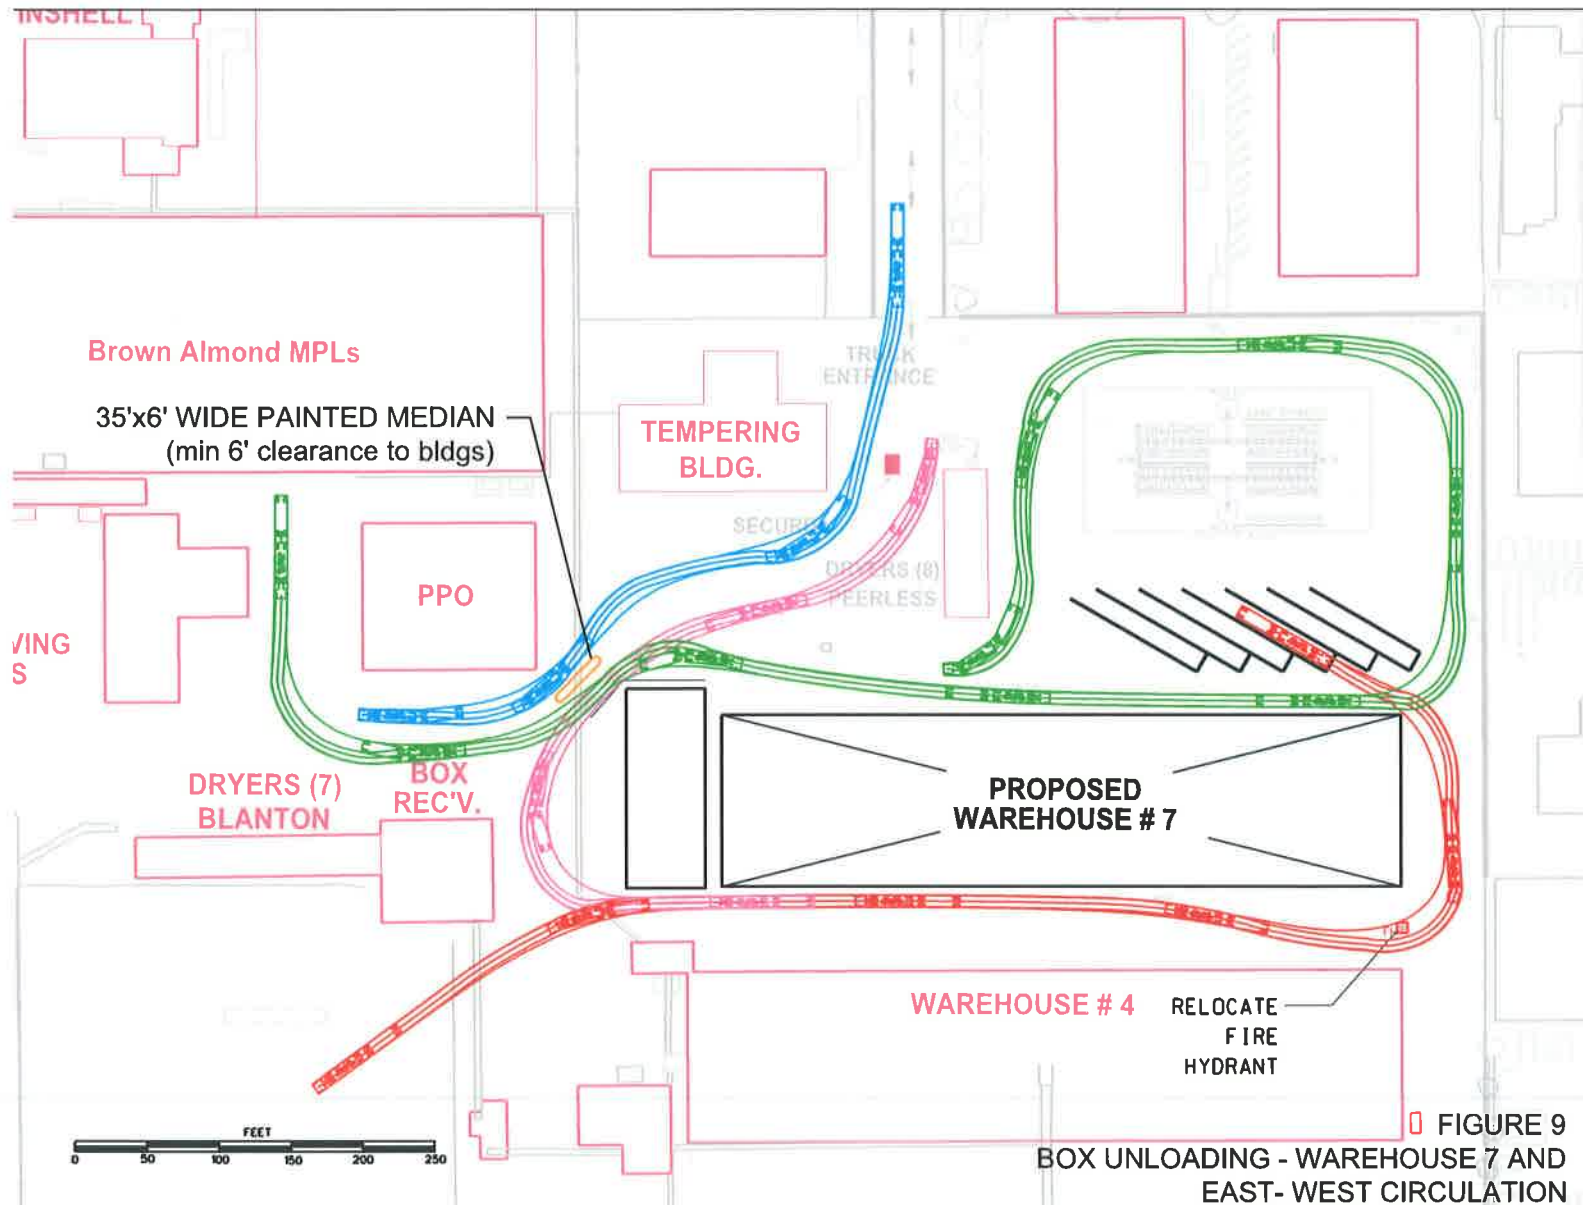 INSHELL
Brown Almond MPLs
35'x6' WIDE PAINTED MEDIAN
(min 6' clearance to bldgs)
TRUCK
ENTRANCE
TEMPERING
BLDG.
SECURE
DRYERS (8)
PEERLESS
PPO
VING
S
DRYERS (7)
BLANTON
BOX
REC'V.
PROPOSED
WAREHOUSE # 7
WAREHOUSE # 4
RELOCATE
FIRE
HYDRANT
FEET
0 50 100 150 200 250
FIGURE 9
BOX UNLOADING - WAREHOUSE 7 AND
EAST- WEST CIRCULATION